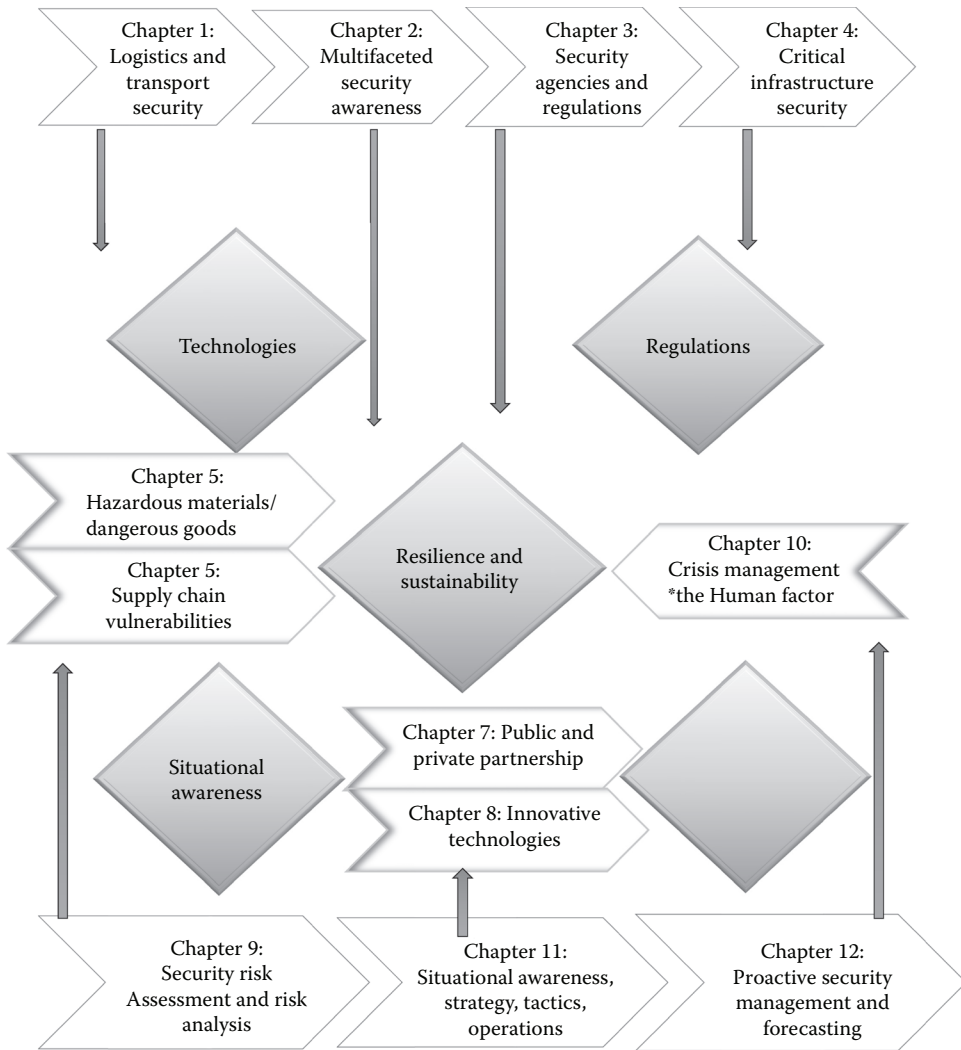 Chapter 1:
Logistics and
transport
security
Chapter 2:
Multifaceted
security
awareness
Chapter 3:
Security
agencies and
regulations
Chapter 4:
Critical
infrastructure
security
Technologies
Regulations
Chapter 5:
Hazardous materials/
dangerous goods
Chapter 5:
Supply chain
vulnerabilities
Resilience and
sustainability
Chapter 10:
Crisis management
*the Human factor
Situational
awareness
Chapter 7: Public and
private partnership
Chapter 8: Innovative
technologies
Chapter 9:
Security risk
Assessment and risk
analysis
Chapter 11:
Situational awareness,
strategy, tactics,
operations
Chapter 12:
Proactive security
management and
forecasting